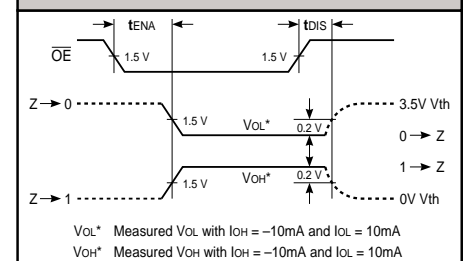 tENA
tDIS
OE
1.5 V
1.5 V
Z
0
3.5V Vth
1.5 V
VOL*
0.2 V
0
Z
1
Z
1.5 V
VOH*
0.2 V
Z
1
0V Vth
VOL* Measured VOL with IOH = –10mA and IOL = 10mA
VOH* Measured VOH with IOH = –10mA and IOL = 10mA